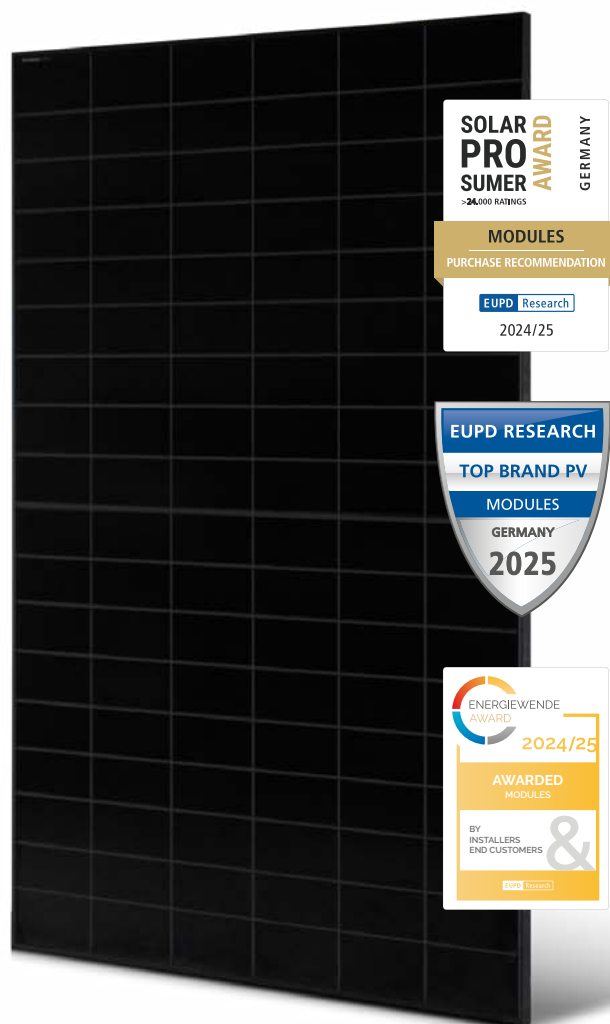 SOLAR
PRO
SUMER
AWARD
GERMANY
>24.000 RATINGS
MODULES
PURCHASE RECOMMENDATION
EUPD Research
2024/25
EUPD RESEARCH
TOP BRAND PV
MODULES
GERMANY
2025
ENERGIEWENDE
AWARD
2024/25
AWARDED
MODULES
BY
INSTALLERS
END CUSTOMERS
&
EUPD Research